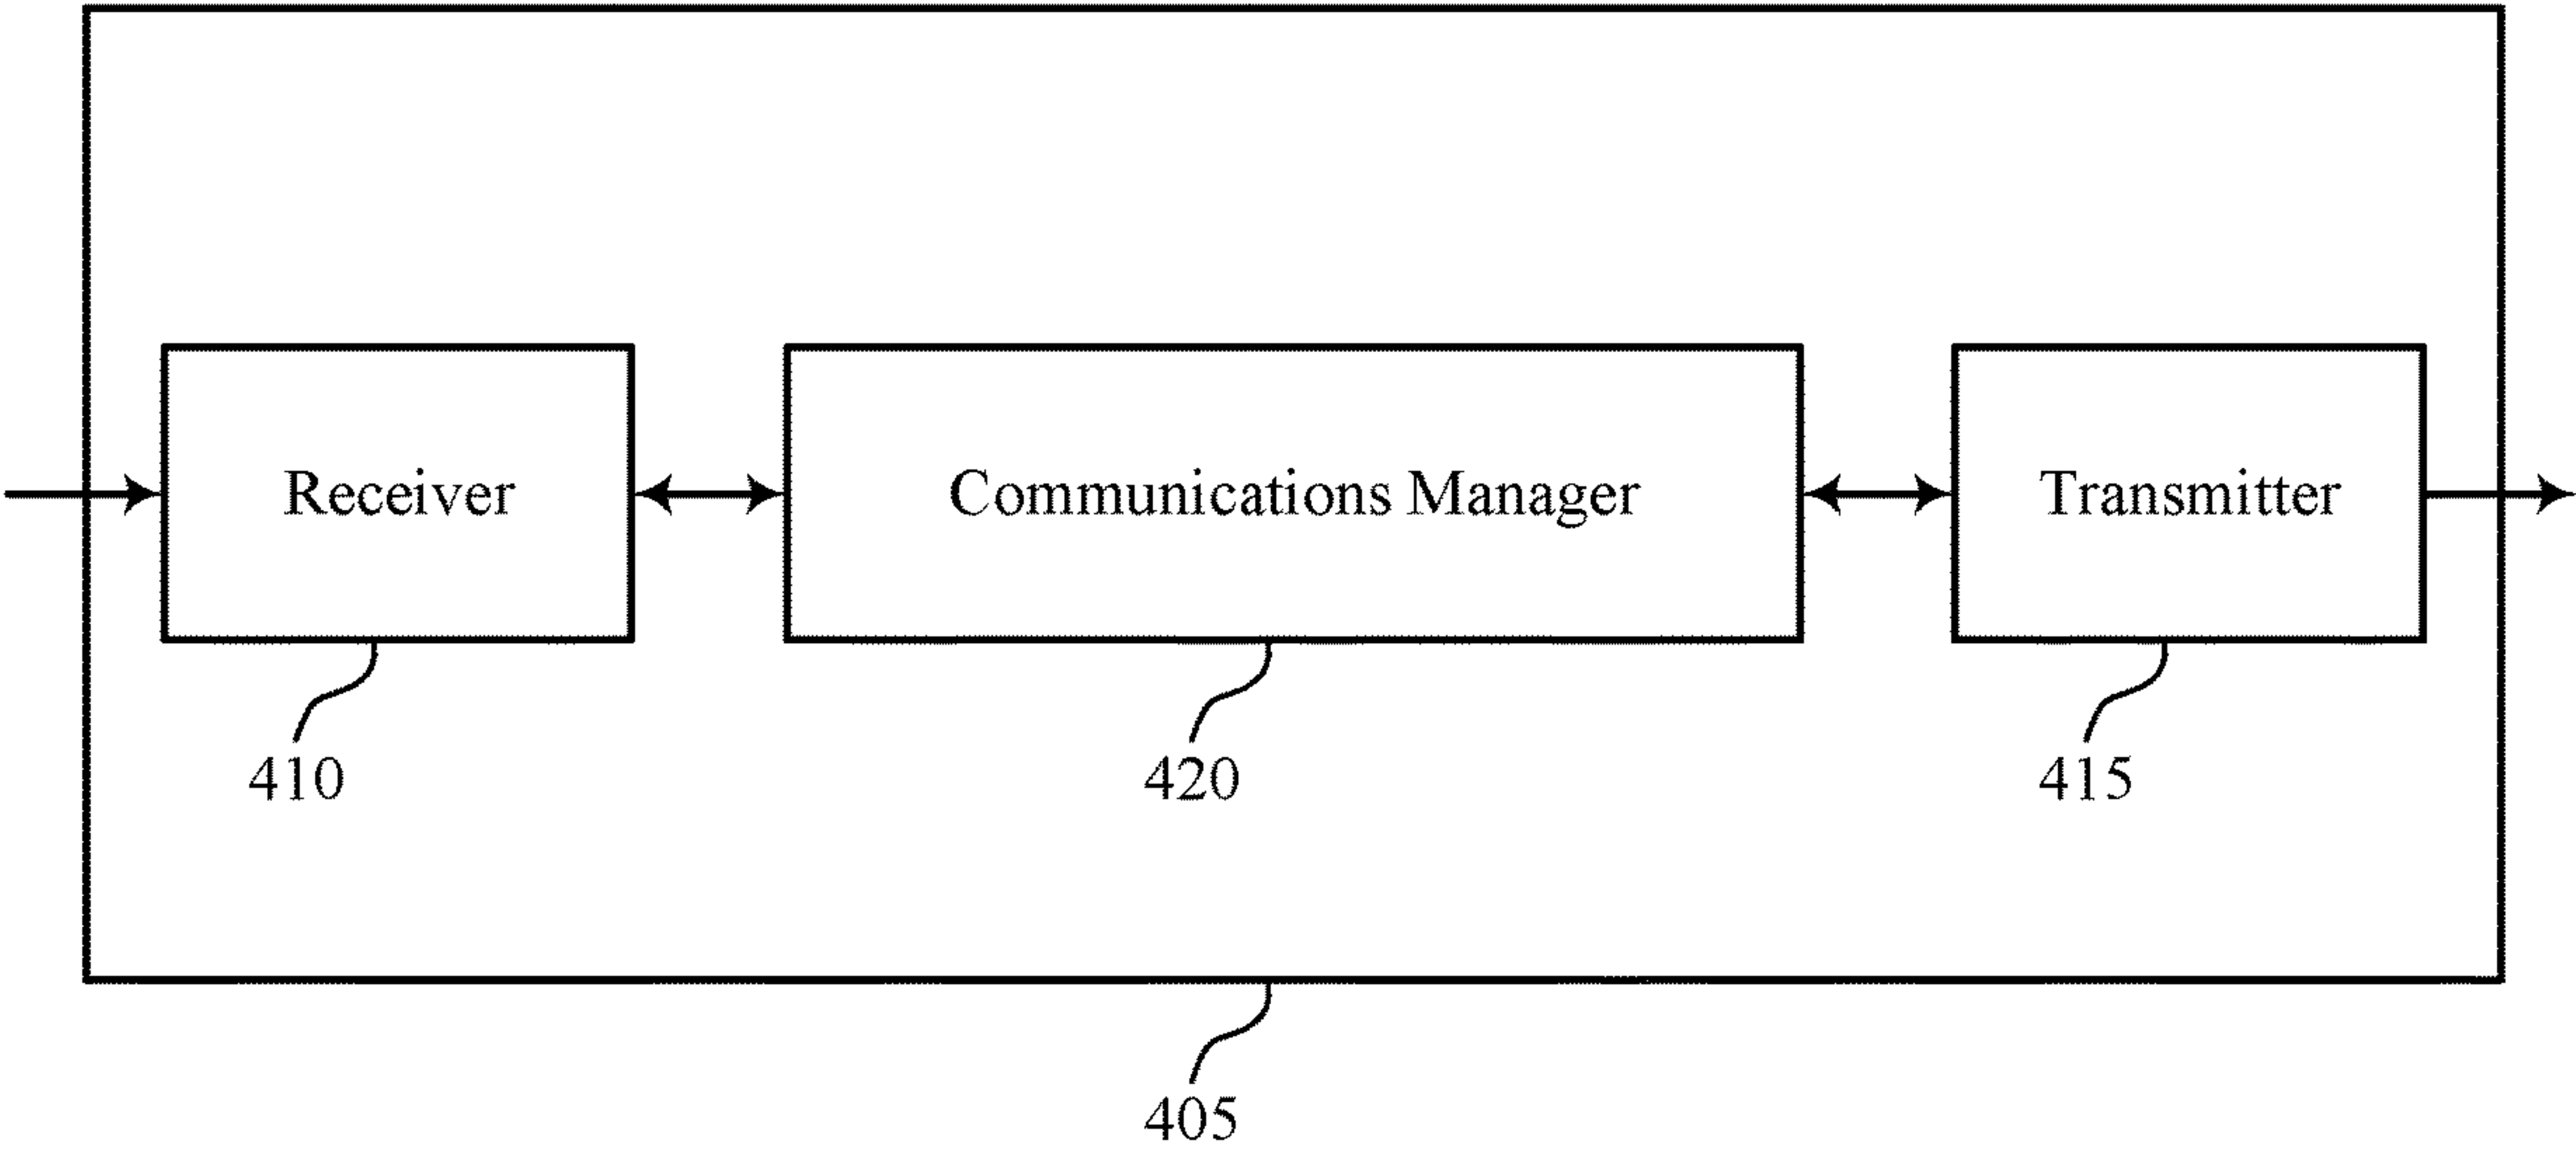 Receiver
Communications Manager
Transmitter
410
420
415
405